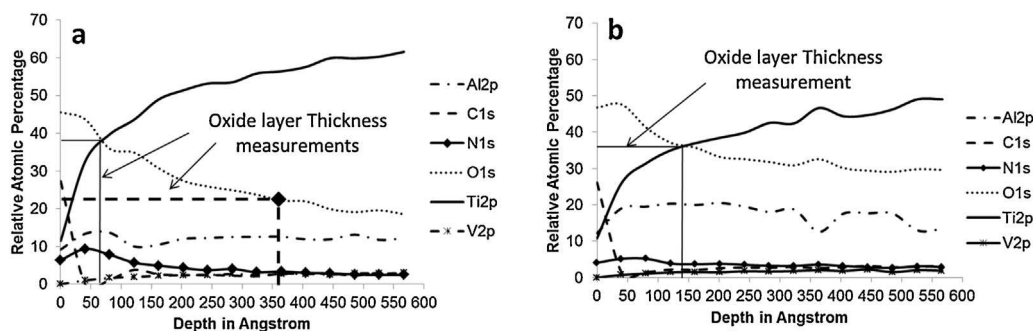 a
Relative Atomic Percentage
70
60
50
40
30
20
10
0
Oxide layer Thickness
measurements
0 50 100 150 200 250 300 350 400 450 500 550 600
Depth in Angstrom
Al2p
C1s
N1s
O1s
Ti2p
V2p
b
Relative Atomic Percentage
70
60
50
40
30
20
10
0
Oxide layer Thickness
measurement
0 50 100 150 200 250 300 350 400 450 500 550 600
Depth in Angstrom
Al2p
C1s
N1s
O1s
Ti2p
V2p